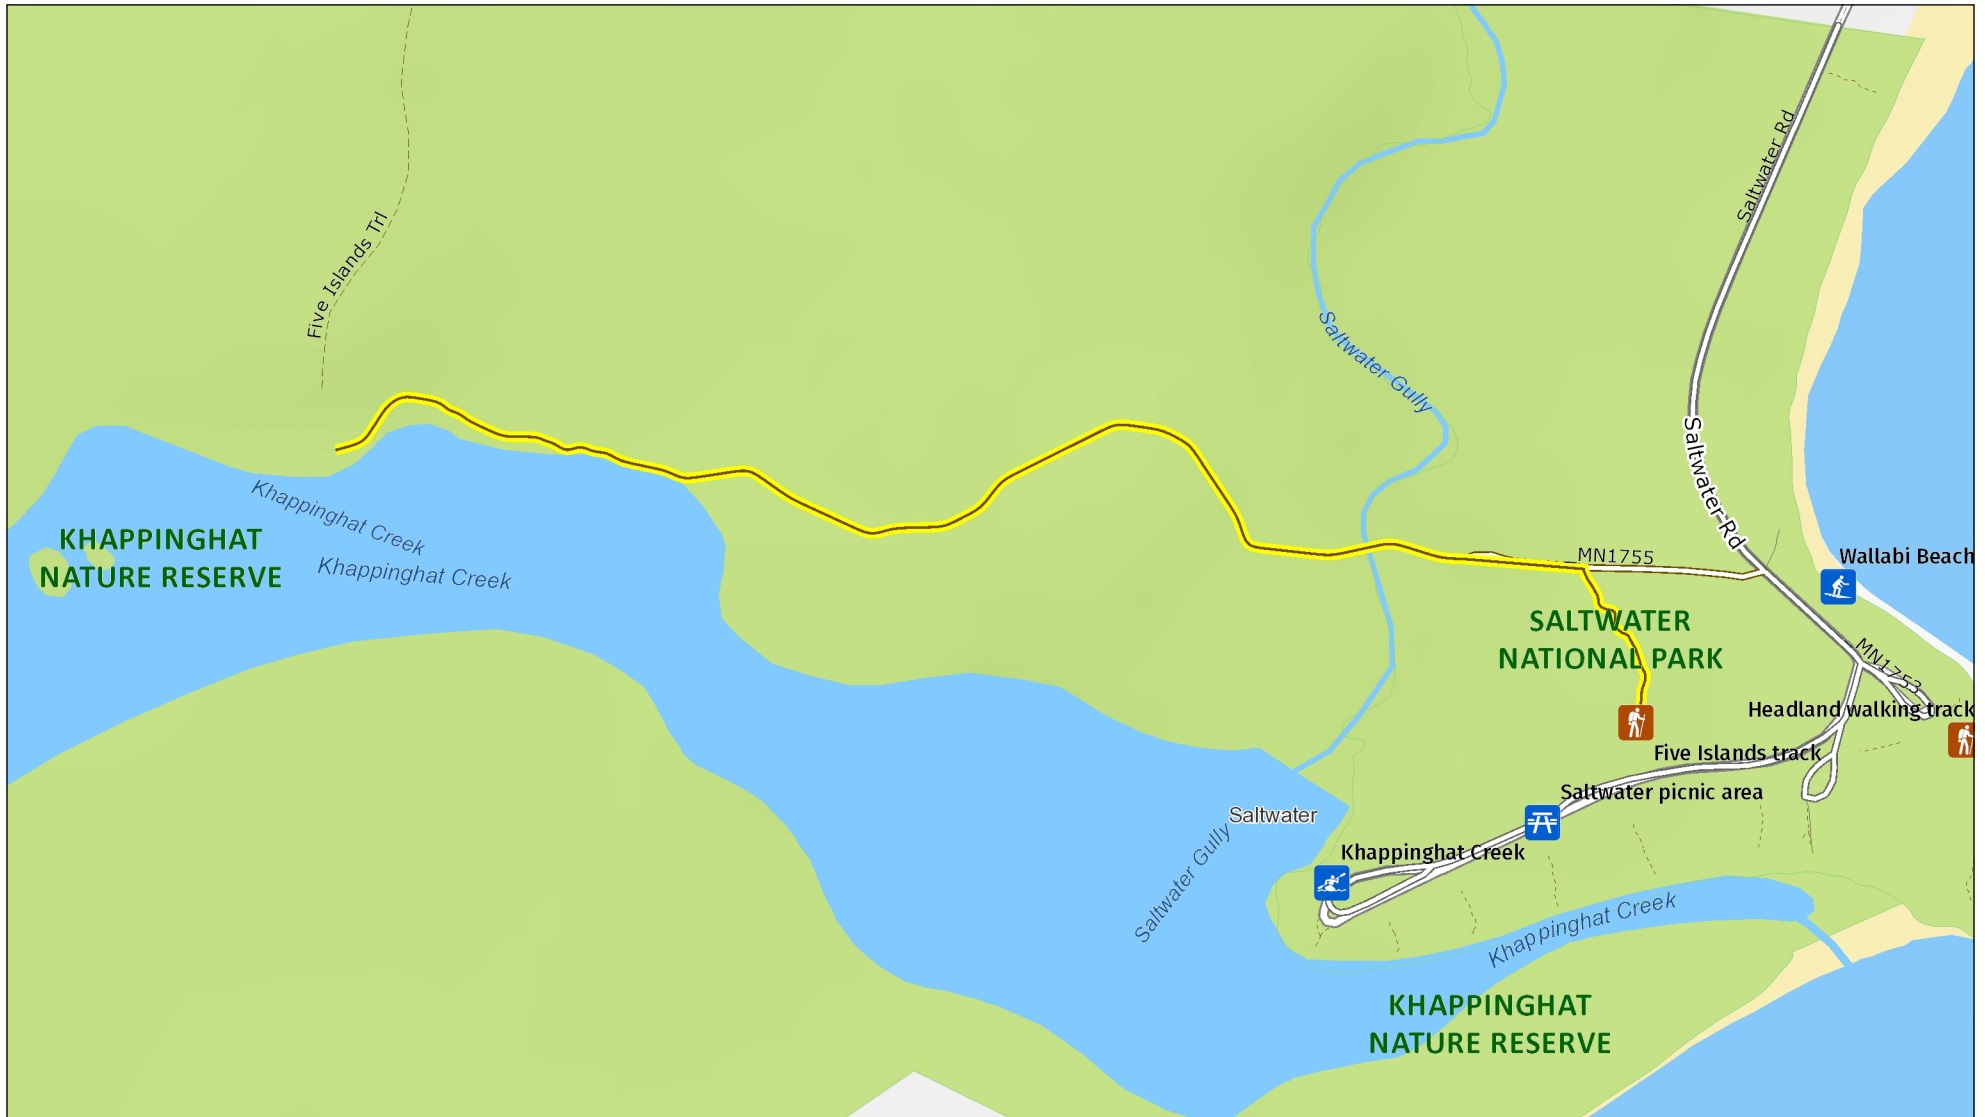 Saltwater Rd
Five Islands Trl
Saltwater Gully
Saltwater Rd
Khappinghat Creek
KHAPPINGHAT
NATURE RESERVE
Khappinghat Creek
MN1755
Wallabi Beach
SALTWATER
NATIONAL PARK
MN1753
Headland walking track
Five Islands track
Saltwater picnic area
Saltwater
Saltwater Gully
Khappinghat Creek
Khappinghat Creek
KHAPPINGHAT
NATURE RESERVE